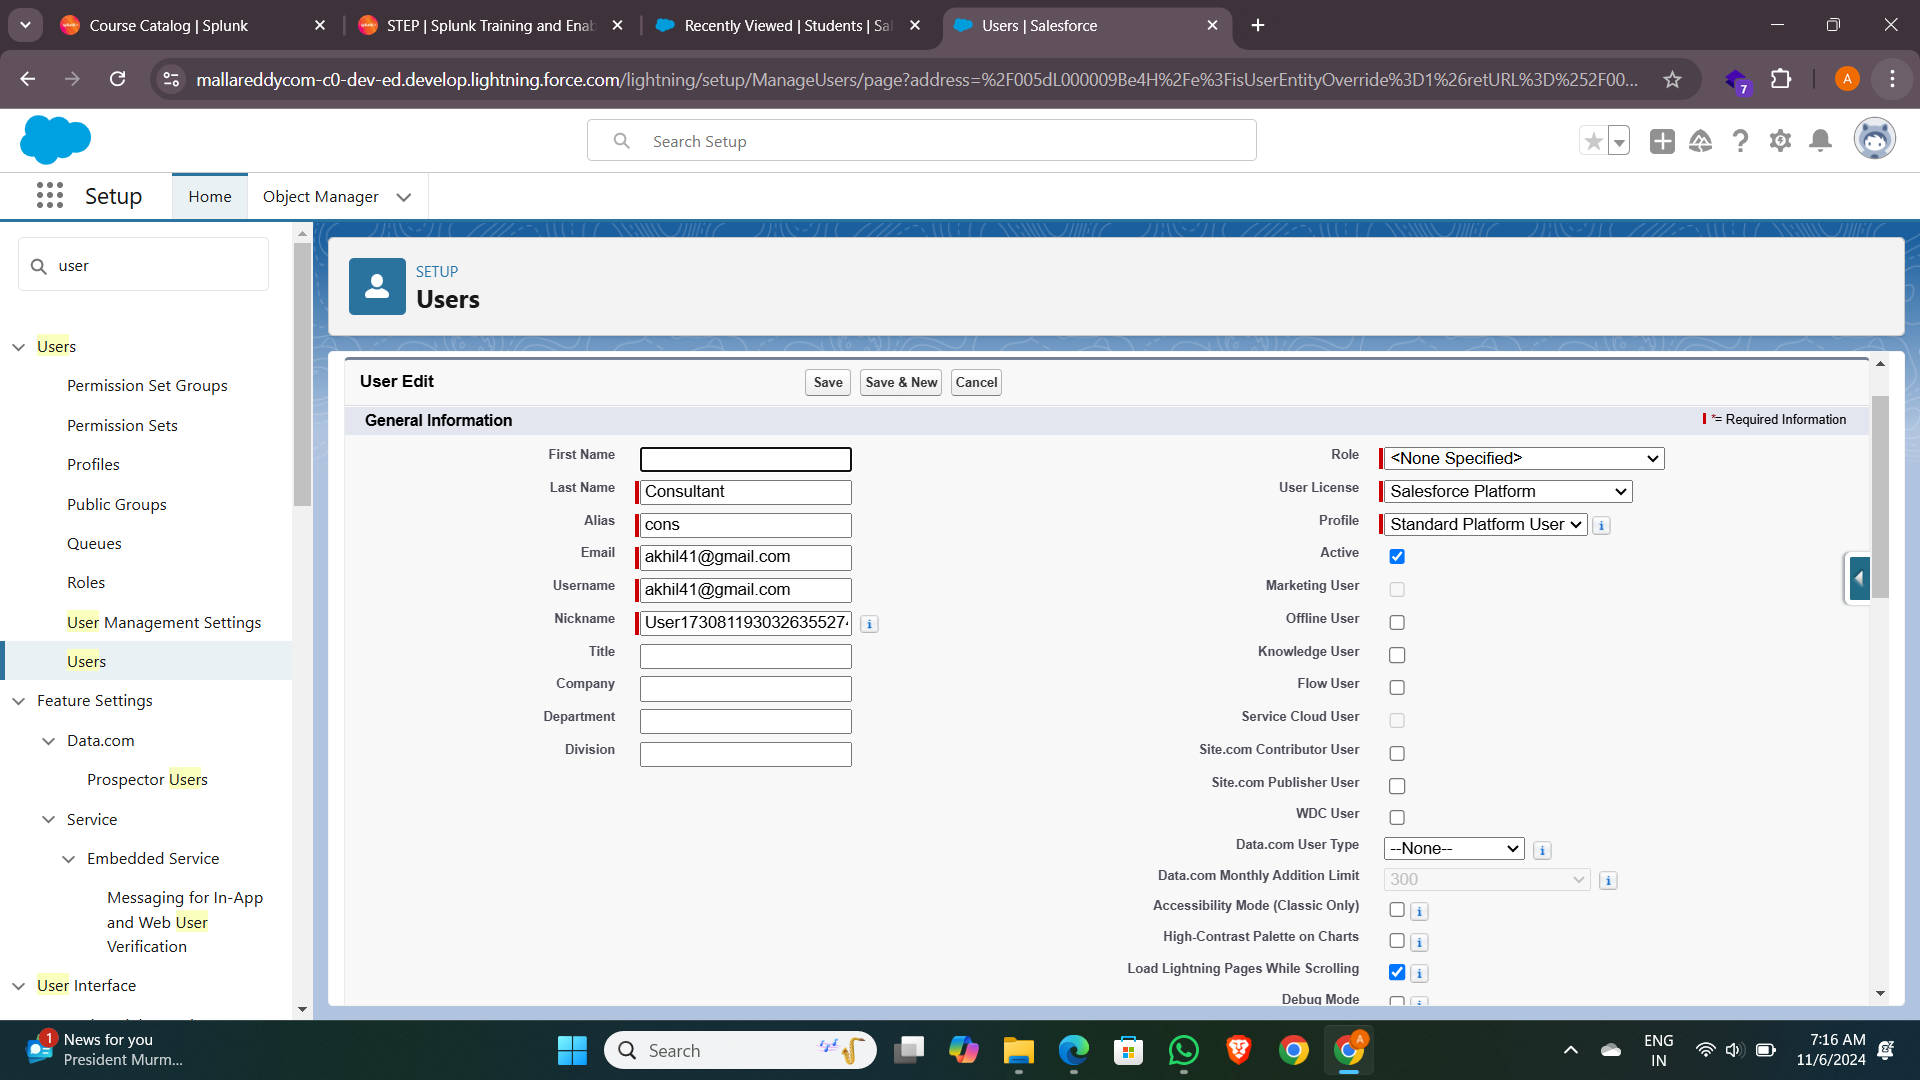 Course Catalog | Splunk
STEP | Splunk Training and Enab
Recently Viewed | Students | Sal
Users | Salesforce
mallareddycom-c0-dev-ed.develop.lightning.force.com/lightning/setup/ManageUsers/page?address=%2F005dL000009Be4H%2Fe%3FisUserEntityOverride%3D1%26retURL%3D%252F00...
7
A
Search Setup
Setup
Home
Object Manager
user
SETUP
Users
Users
Permission Set Groups
Permission Sets
Profiles
Public Groups
Queues
Roles
User Management Settings
Users
Feature Settings
Data.com
Prospector Users
Service
Embedded Service
Messaging for In-App
and Web User
Verification
User Interface
User Edit
Save
Save & New
Cancel
General Information
*= Required Information
First Name
Last Name Consultant
Alias cons
Email akhil41@gmail.com
Username akhil41@gmail.com
Nickname User173081193032635527
Title
Company
Department
Division
Role <None Specified>
User License Salesforce Platform
Profile Standard Platform User
Active
Marketing User
Offline User
Knowledge User
Flow User
Service Cloud User
Site.com Contributor User
Site.com Publisher User
WDC User
Data.com User Type --None--
Data.com Monthly Addition Limit 300
Accessibility Mode (Classic Only)
High-Contrast Palette on Charts
Load Lightning Pages While Scrolling
Debug Mode
1
News for you
President Murm...
Search
A
ENG
IN
7:16 AM
11/6/2024